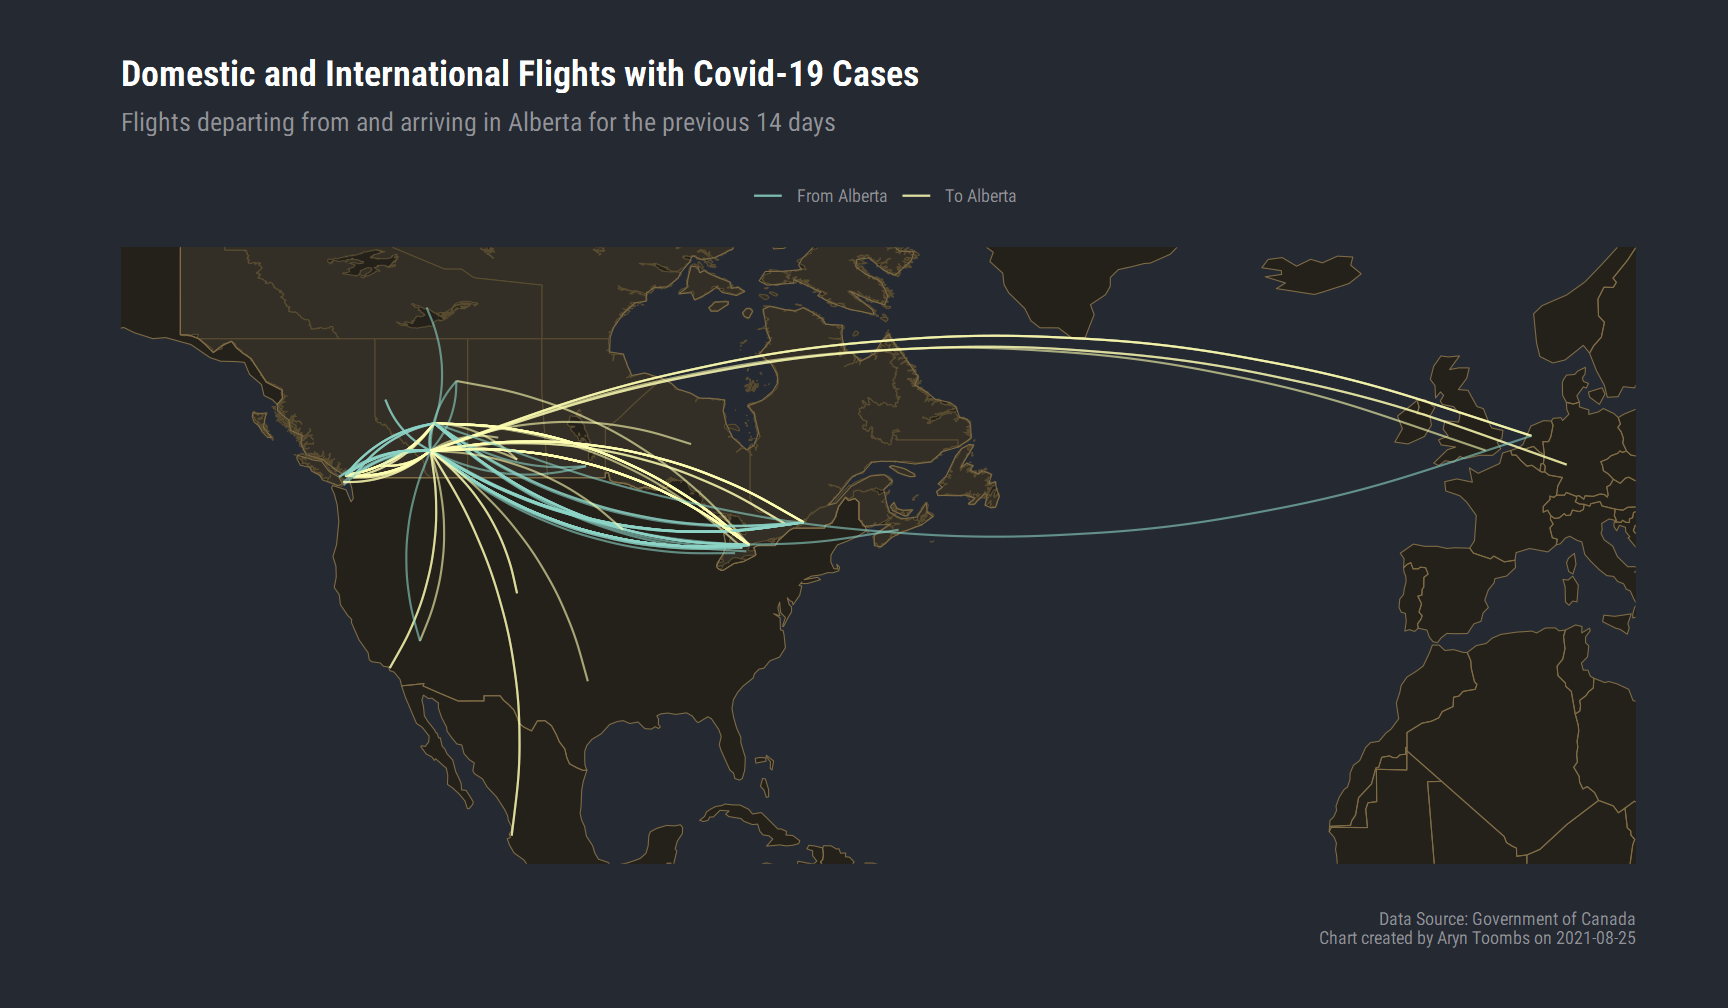 Domestic and International Flights with Covid-19 Cases
Flights departing from and arriving in Alberta for the previous 14 days
From Alberta To Alberta
Data Source: Government of Canada
Chart created by Aryn Toombs on 2021-08-25